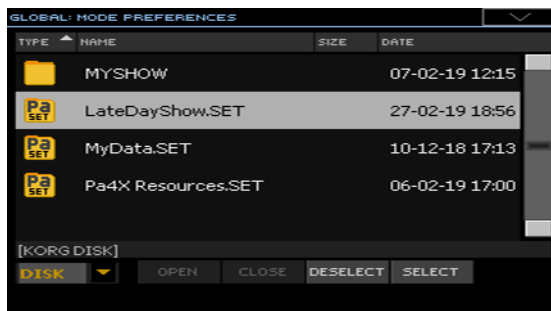 GLOBAL: MODE PREFERENCES
TYPE NAME SIZE DATE
MYSHOW 07-02-19 12:15
Pa SET LateDayShow.SET 27-02-19 18:56
Pa SET MyData.SET 10-12-18 17:13
Pa SET Pa4X Resources.SET 06-02-19 17:00
[KORG DISK]
DISK OPEN CLOSE DESELECT SELECT